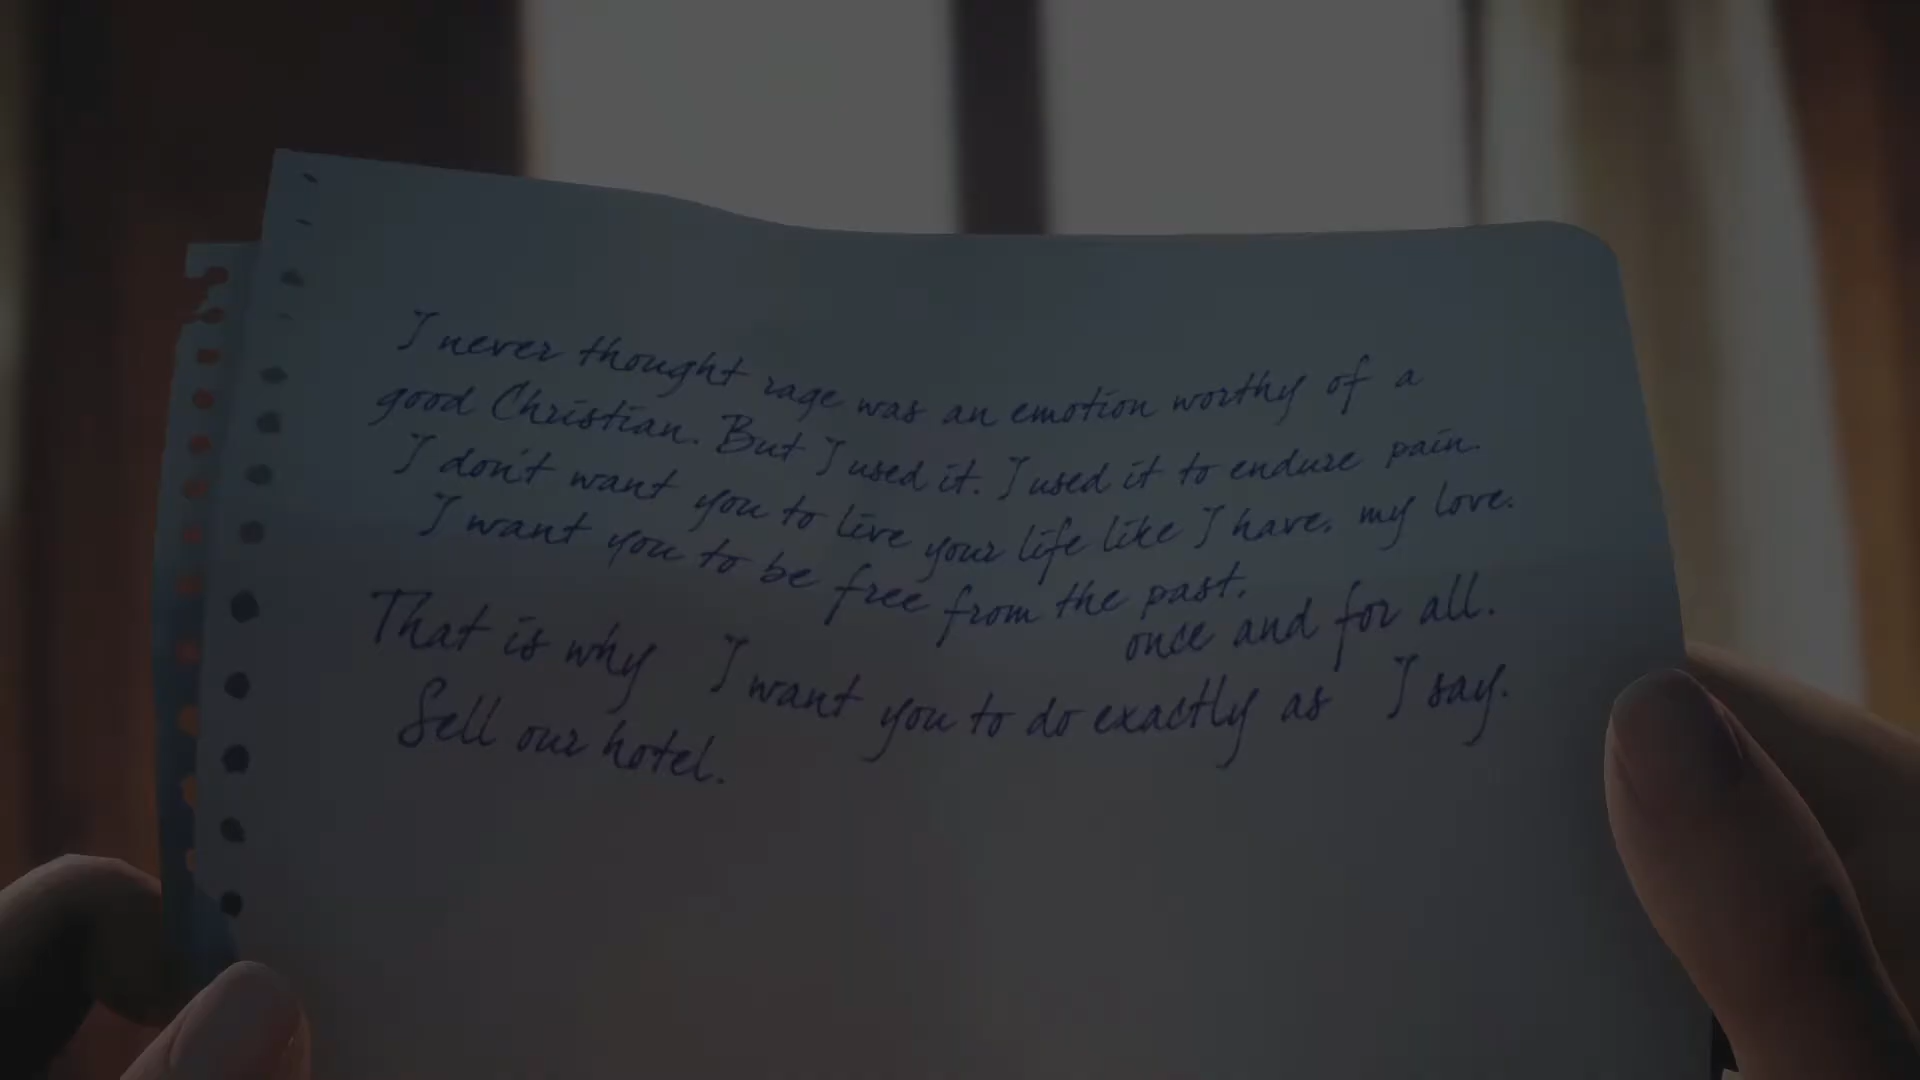 I never thought rage was an emotion worthy of a
good Christian. But I used it. I used it to endure pain.
I don't want you to live your life like I have, my love.
I want you to be free from the past,
once and for all.
That is why I want you to do exactly as I say.
Sell our hotel.